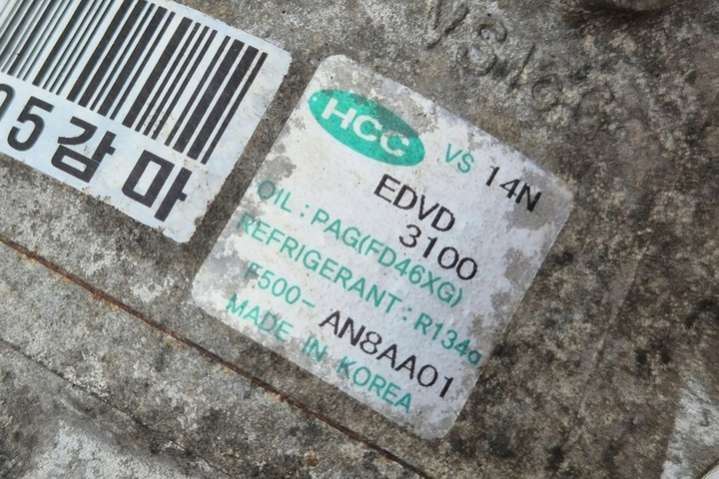 05감마
HCC VS 14N
EDVD
3100
OIL : PAG(FD46XG)
REFRIGERANT : R134a
F500- AN8AA01
MADE IN KOREA